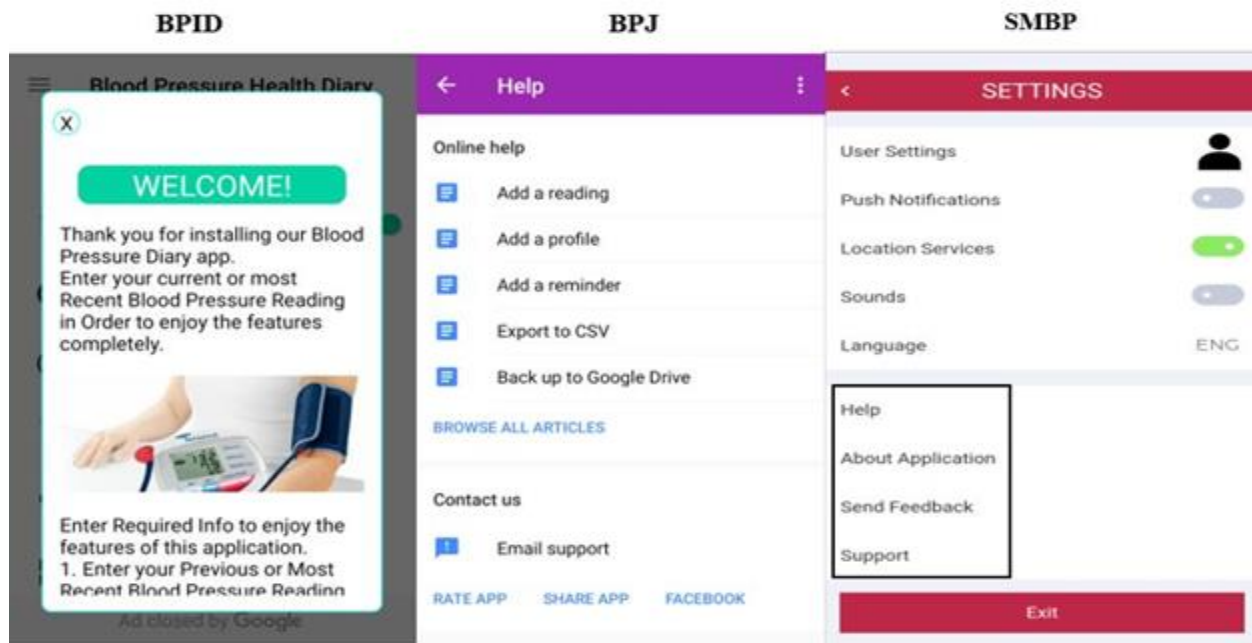 BPID
BPJ
SMBP
Blood Pressure Health Diary
X
WELCOME!
Thank you for installing our Blood
Pressure Diary app.
Enter your current or most
Recent Blood Pressure Reading
in Order to enjoy the features
completely.
Enter Required Info to enjoy the
features of this application.
1. Enter your Previous or Most
Recent Blood Pressure Reading
Ad closed by Google
Help
Online help
Add a reading
Add a profile
Add a reminder
Export to CSV
Back up to Google Drive
BROWSE ALL ARTICLES
Contact us
Email support
RATE APP SHARE APP FACEBOOK
SETTINGS
User Settings
Push Notifications
Location Services
Sounds
Language ENG
Help
About Application
Send Feedback
Support
Exit